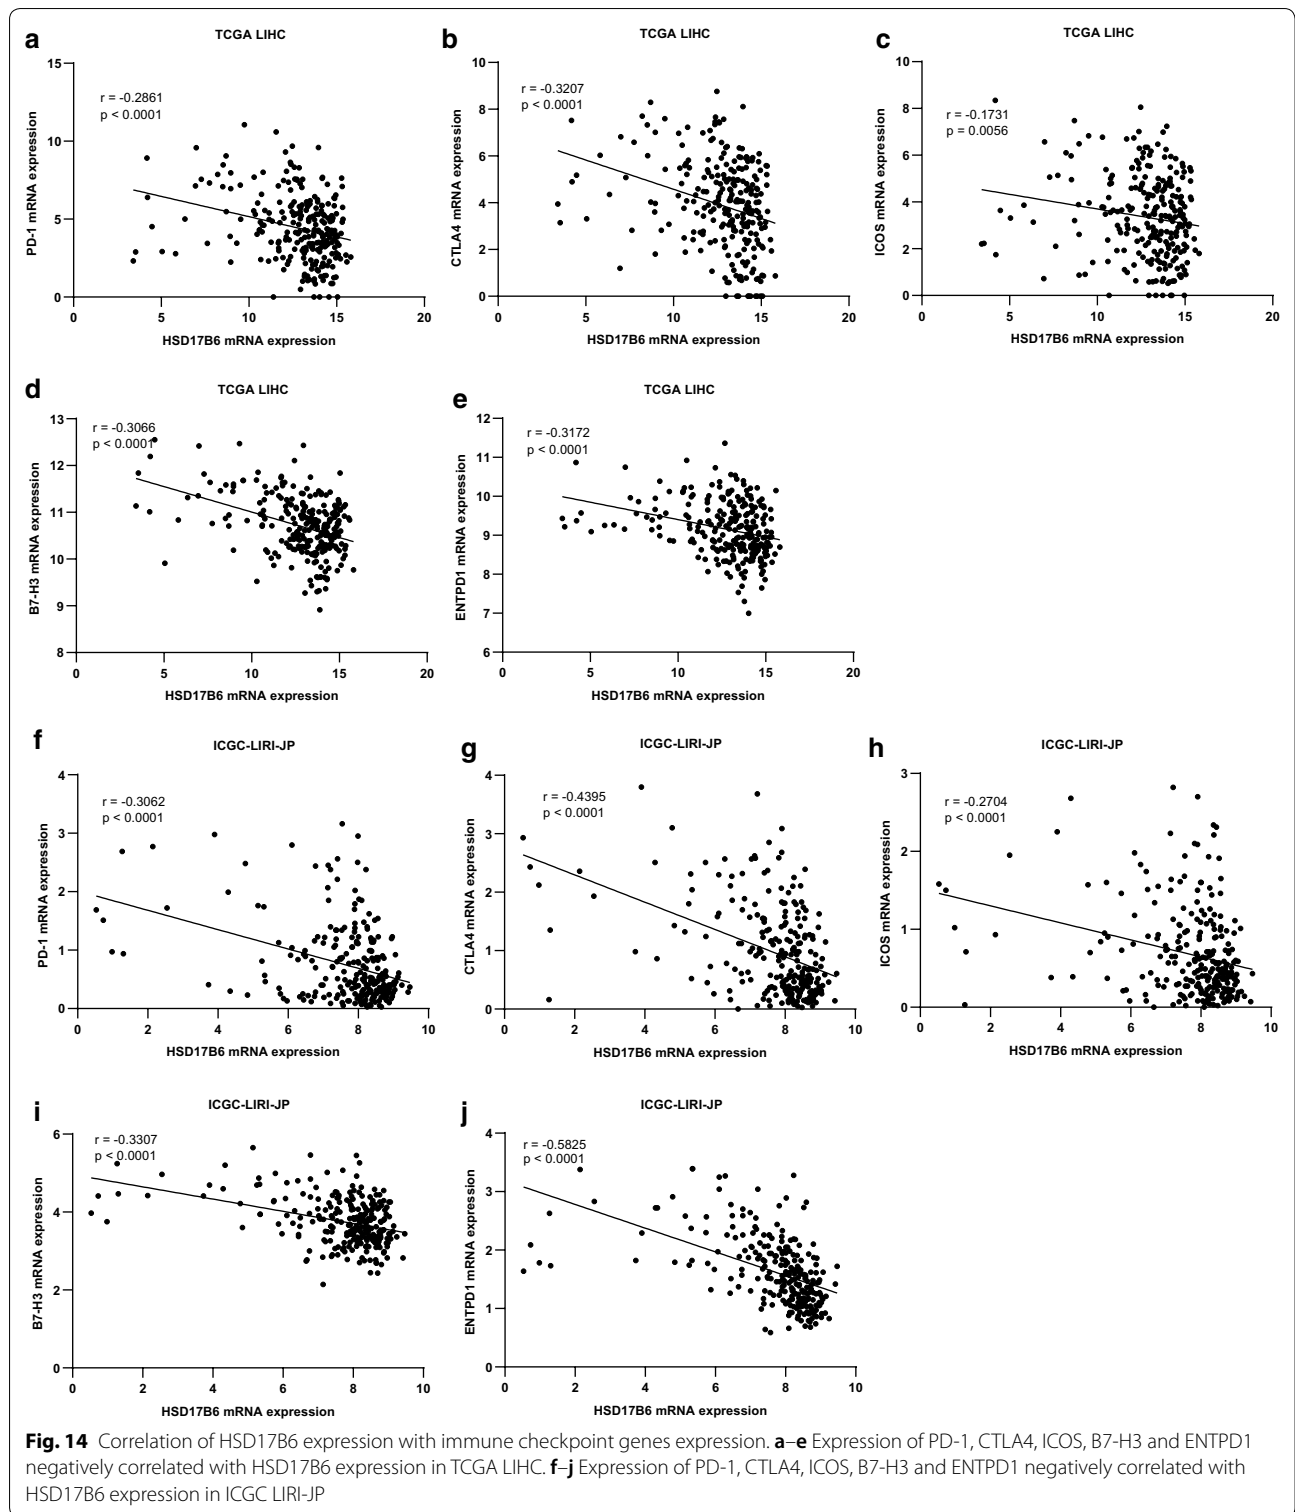 a
TCGA LIHC
r = -0.2861
p < 0.0001
PD-1 mRNA expression
15
10
5
0
0 5 10 15 20
HSD17B6 mRNA expression
b
TCGA LIHC
r = -0.3207
p < 0.0001
CTLA4 mRNA expression
10
8
6
4
2
0
0 5 10 15 20
HSD17B6 mRNA expression
c
TCGA LIHC
r = -0.1731
p = 0.0056
ICOS mRNA expression
10
8
6
4
2
0
0 5 10 15 20
HSD17B6 mRNA expression
d
TCGA LIHC
r = -0.3066
p < 0.0001
B7-H3 mRNA expression
13
12
11
10
9
8
0 5 10 15 20
HSD17B6 mRNA expression
e
TCGA LIHC
r = -0.3172
p < 0.0001
ENTPD1 mRNA expression
12
11
10
9
8
7
6
0 5 10 15 20
HSD17B6 mRNA expression
f
ICGC-LIRI-JP
r = -0.3062
p < 0.0001
PD-1 mRNA expression
4
3
2
1
0
0 2 4 6 8 10
HSD17B6 mRNA expression
g
ICGC-LIRI-JP
r = -0.4395
p < 0.0001
CTLA4 mRNA expression
4
3
2
1
0
0 2 4 6 8 10
HSD17B6 mRNA expression
h
ICGC-LIRI-JP
r = -0.2704
p < 0.0001
ICOS mRNA expression
3
2
1
0
0 2 4 6 8 10
HSD17B6 mRNA expression
i
ICGC-LIRI-JP
r = -0.3307
p < 0.0001
B7-H3 mRNA expression
6
4
2
0
0 2 4 6 8 10
HSD17B6 mRNA expression
j
ICGC-LIRI-JP
r = -0.5825
p < 0.0001
ENTPD1 mRNA expression
4
3
2
1
0
0 2 4 6 8 10
HSD17B6 mRNA expression
Fig. 14 Correlation of HSD17B6 expression with immune checkpoint genes expression. a–e Expression of PD-1, CTLA4, ICOS, B7-H3 and ENTPD1
negatively correlated with HSD17B6 expression in TCGA LIHC. f–j Expression of PD-1, CTLA4, ICOS, B7-H3 and ENTPD1 negatively correlated with
HSD17B6 expression in ICGC LIRI-JP